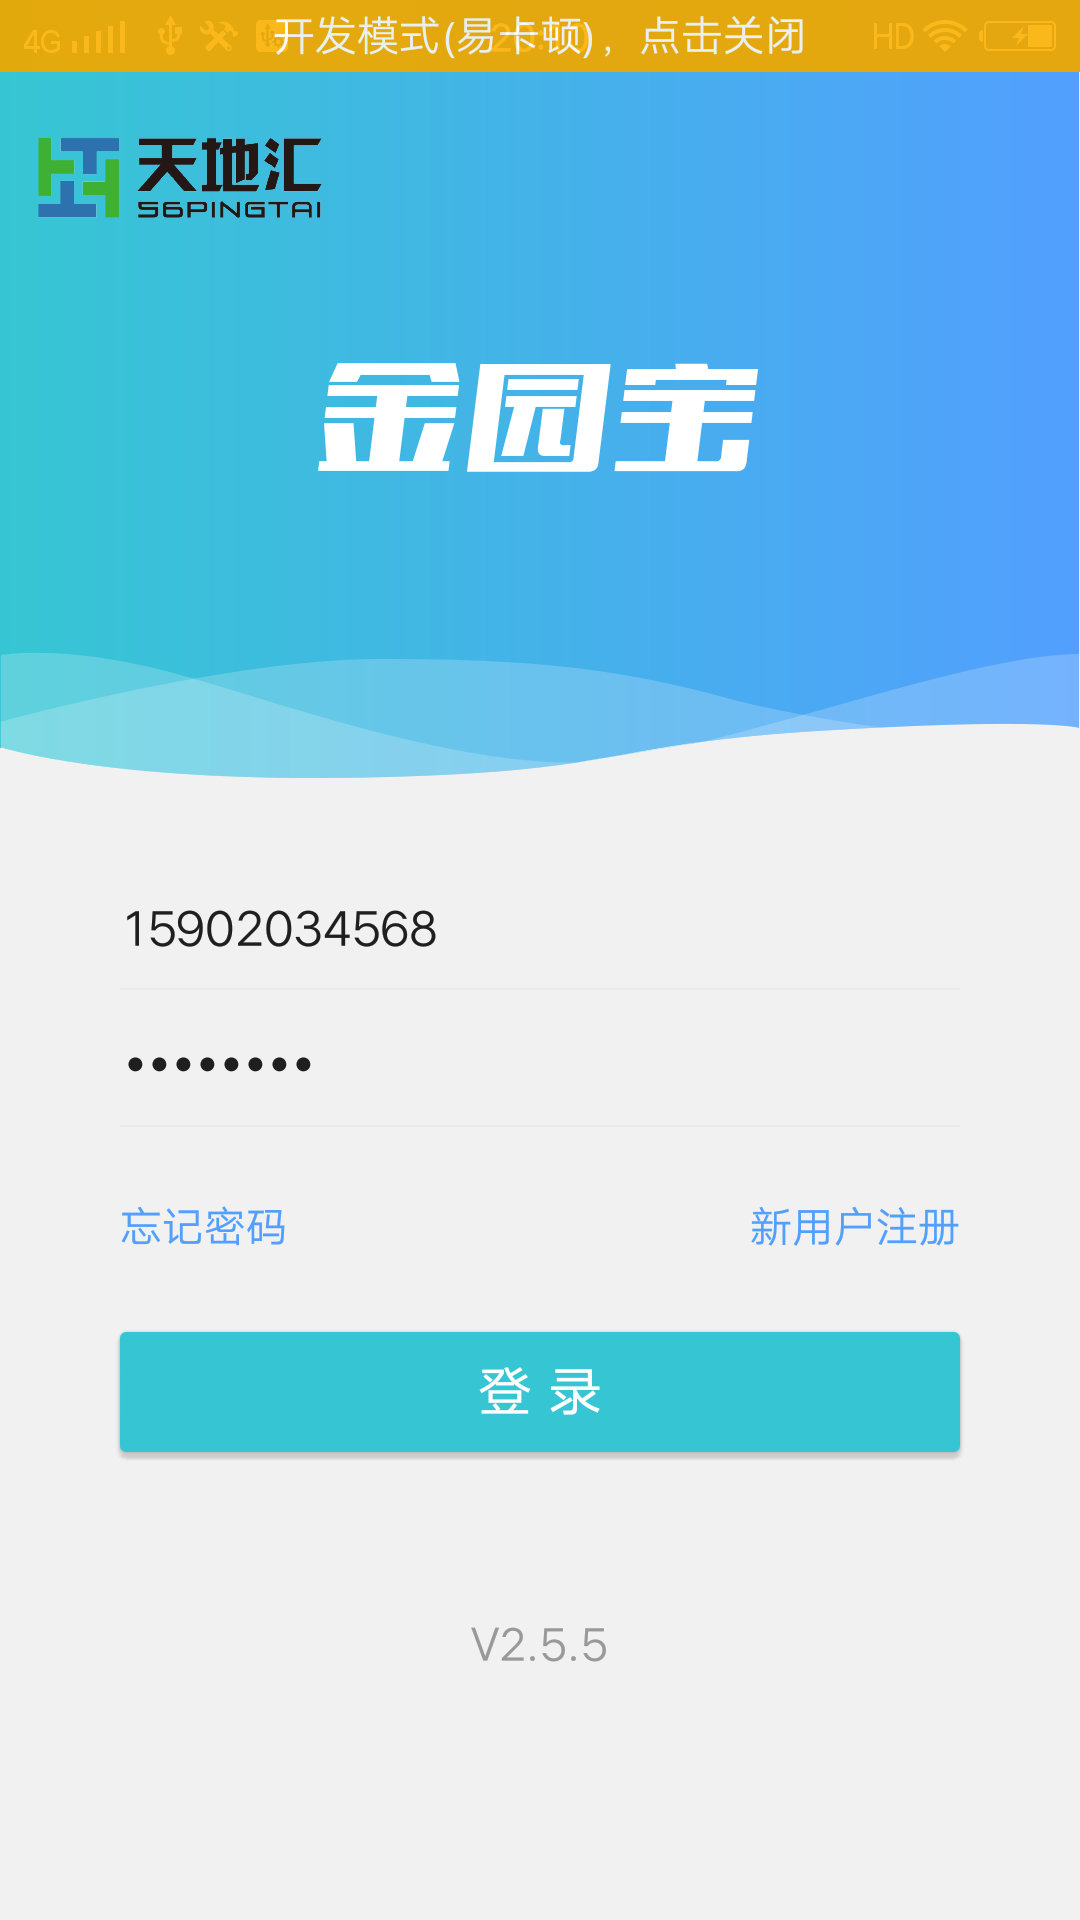 4G 开发模式(易卡顿)，点击关闭 HD
天地汇
56PINGTAI
金园宝
15902034568
••••••••
忘记密码 新用户注册
登 录
V2.5.5